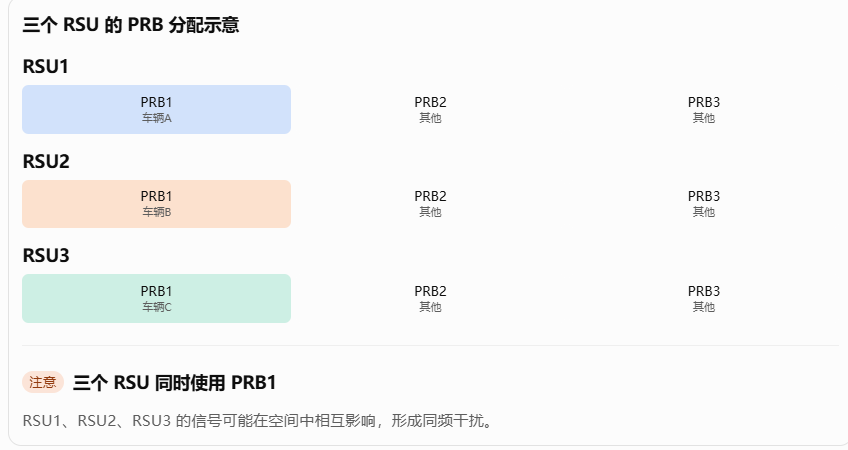 三个 RSU 的 PRB 分配示意
RSU1
PRB1 PRB2 PRB3
车辆A 其他 其他
RSU2
PRB1 PRB2 PRB3
车辆B 其他 其他
RSU3
PRB1 PRB2 PRB3
车辆C 其他 其他
注意 三个 RSU 同时使用 PRB1
RSU1、RSU2、RSU3 的信号可能在空间中相互影响，形成同频干扰。